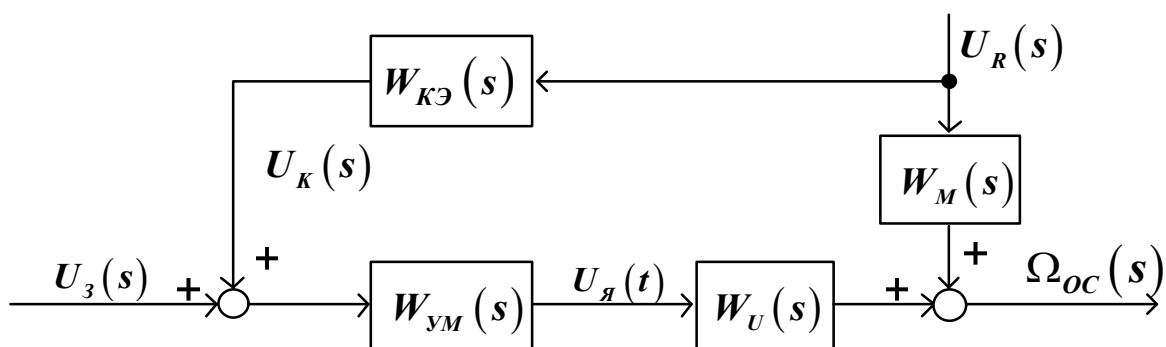 U_R(s)
W_КЭ(s)
U_К(s)
W_М(s)
+
+
U_З(s)
+
W_УМ(s)
U_Я(t)
W_U(s)
+
Ω_ОС(s)